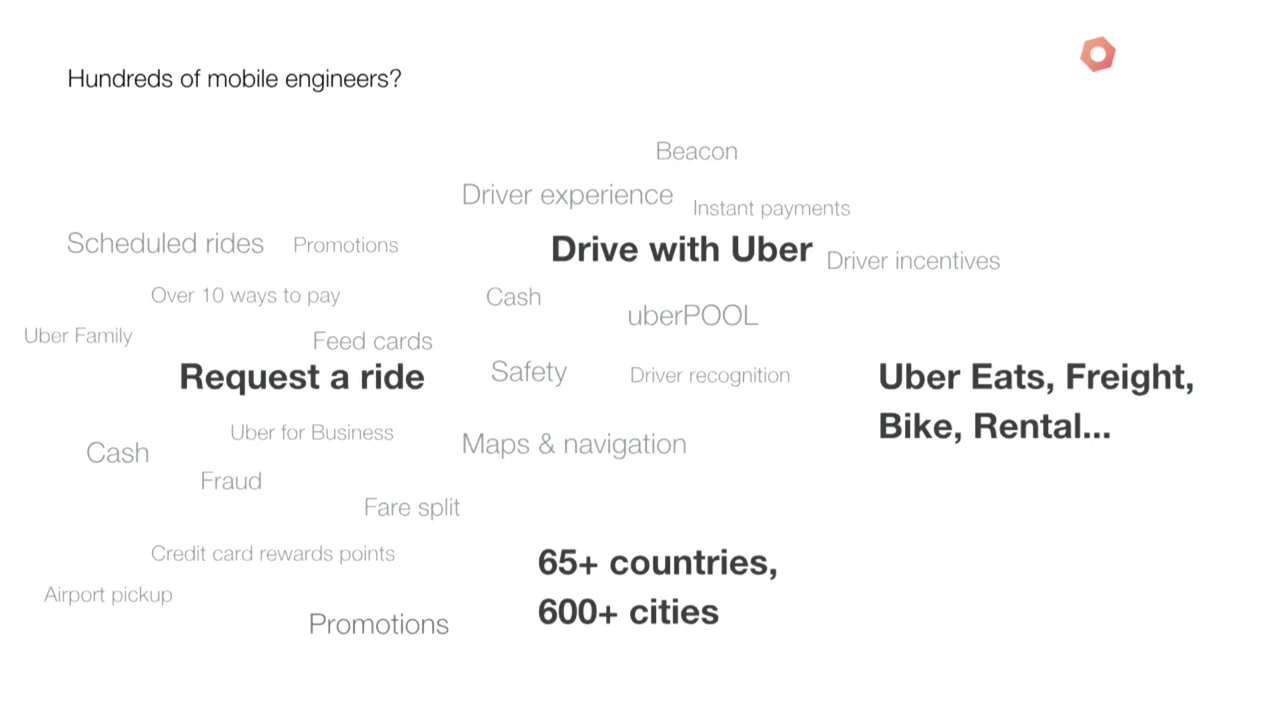 Hundreds of mobile engineers?
Beacon
Driver experience
Instant payments
Scheduled rides
Promotions
Drive with Uber
Driver incentives
Over 10 ways to pay
Cash
uberPOOL
Uber Family
Feed cards
Request a ride
Safety
Driver recognition
Uber Eats, Freight,
Bike, Rental...
Uber for Business
Maps & navigation
Cash
Fraud
Fare split
Credit card rewards points
65+ countries,
600+ cities
Airport pickup
Promotions